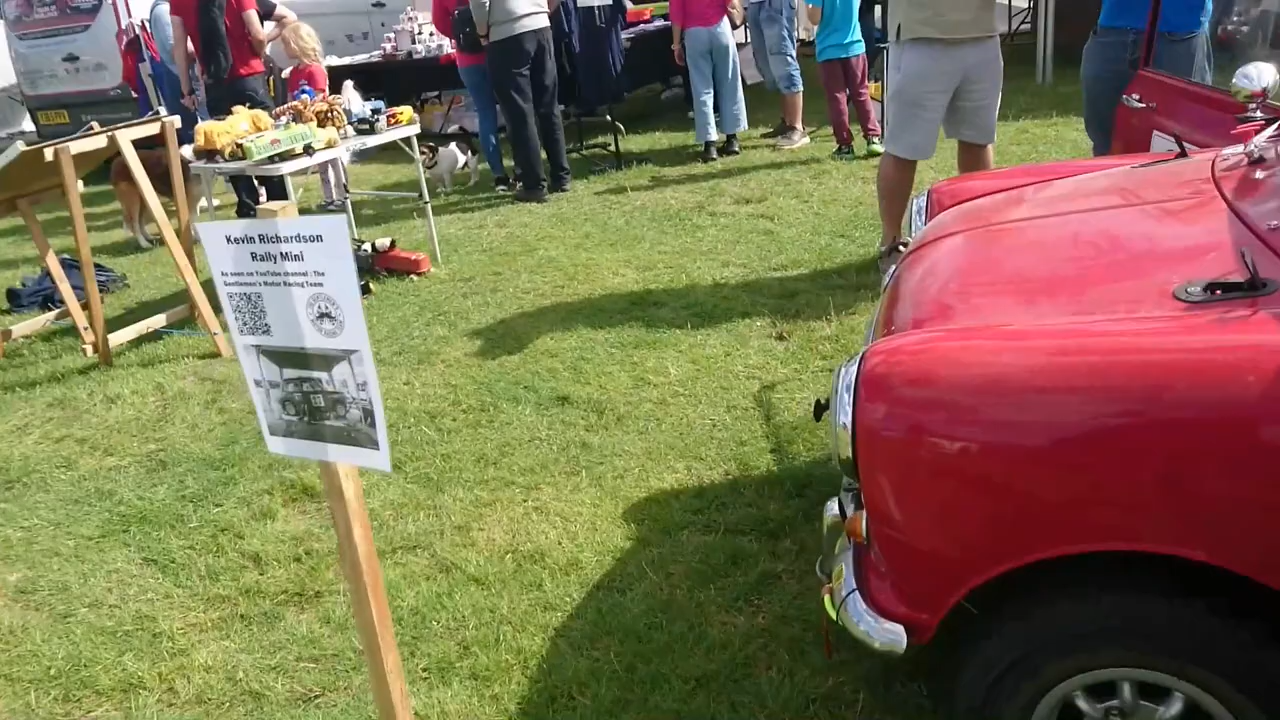 Kevin Richardson
Rally Mini
As seen on YouTube channel : The
Gentlemen's Motor Racing Team